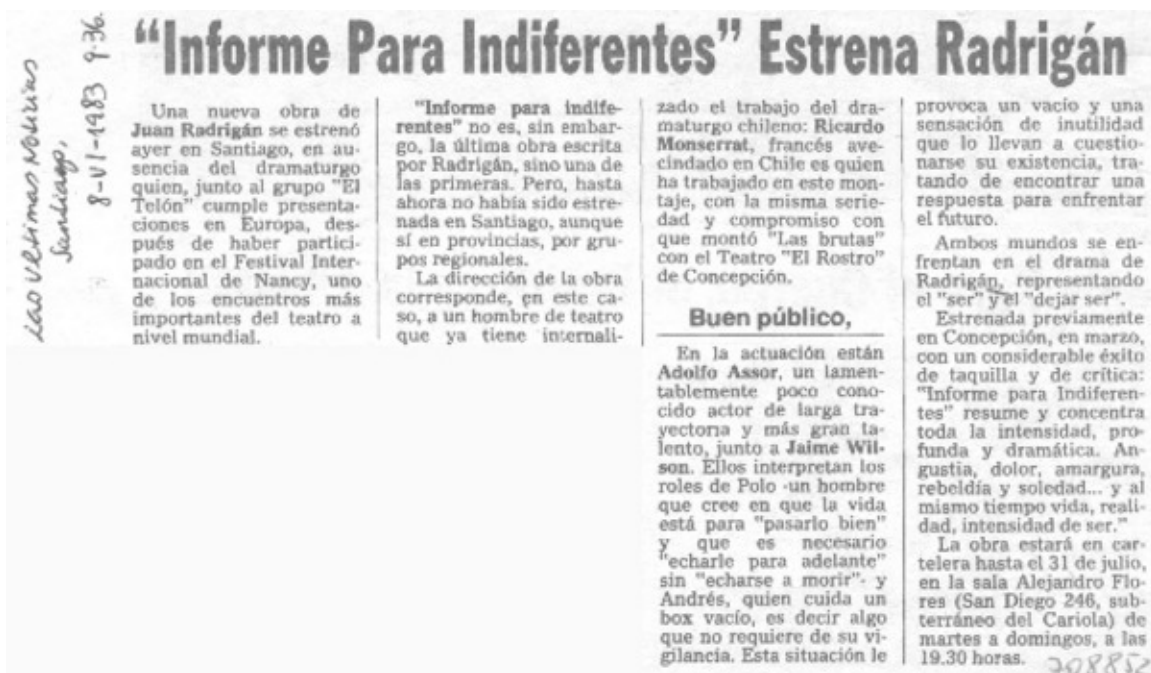 Las Ultimas Noticias
Santiago,
8-VI-1983 p.36.
“Informe Para Indiferentes” Estrena Radrigán
Una nueva obra de
Juan Radrigán se estrenó
ayer en Santiago, en au-
sencia del dramaturgo
quien, junto al grupo "El
Telón" cumple presenta-
ciones en Europa, des-
pués de haber partici-
pado en el Festival Inter-
nacional de Nancy, uno
de los encuentros más
importantes del teatro a
nivel mundial.
"Informe para indife-
rentes" no es, sin embar-
go, la última obra escrita
por Radrigán, sino una de
las primeras. Pero, hasta
ahora no había sido estre-
nada en Santiago, aunque
sí en provincias, por gru-
pos regionales.
La dirección de la obra
corresponde, en este ca-
so, a un hombre de teatro
que ya tiene internali-
zado el trabajo del dra-
maturgo chileno: Ricardo
Monserrat, francés ave-
cindado en Chile es quien
ha trabajado en este mon-
taje, con la misma serie-
dad y compromiso con
que montó "Las brutas"
con el Teatro "El Rostro"
de Concepción.
Buen público,
En la actuación están
Adolfo Assor, un lamen-
tablemente poco cono-
cido actor de larga tra-
yectoria y más gran ta-
lento, junto a Jaime Wil-
son. Ellos interpretan los
roles de Polo -un hombre
que cree en que la vida
está para "pasarlo bien"
y que es necesario
"echarle para adelante"
sin "echarse a morir"- y
Andrés, quien cuida un
box vacío, es decir algo
que no requiere de su vi-
gilancia. Esta situación le
provoca un vacío y una
sensación de inutilidad
que lo llevan a cuestio-
narse su existencia, tra-
tando de encontrar una
respuesta para enfrentar
el futuro.
Ambos mundos se en-
frentan en el drama de
Radrigán, representando
el "ser" y el "dejar ser".
Estrenada previamente
en Concepción, en marzo,
con un considerable éxito
de taquilla y de crítica:
"Informe para Indiferen-
tes" resume y concentra
toda la intensidad, pro-
funda y dramática. An-
gustia, dolor, amargura,
rebeldía y soledad... y al
mismo tiempo vida, reali-
dad, intensidad de ser."
La obra estará en car-
telera hasta el 31 de julio,
en la sala Alejandro Flo-
res (San Diego 246, sub-
terráneo del Cariola) de
martes a domingos, a las
19.30 horas.